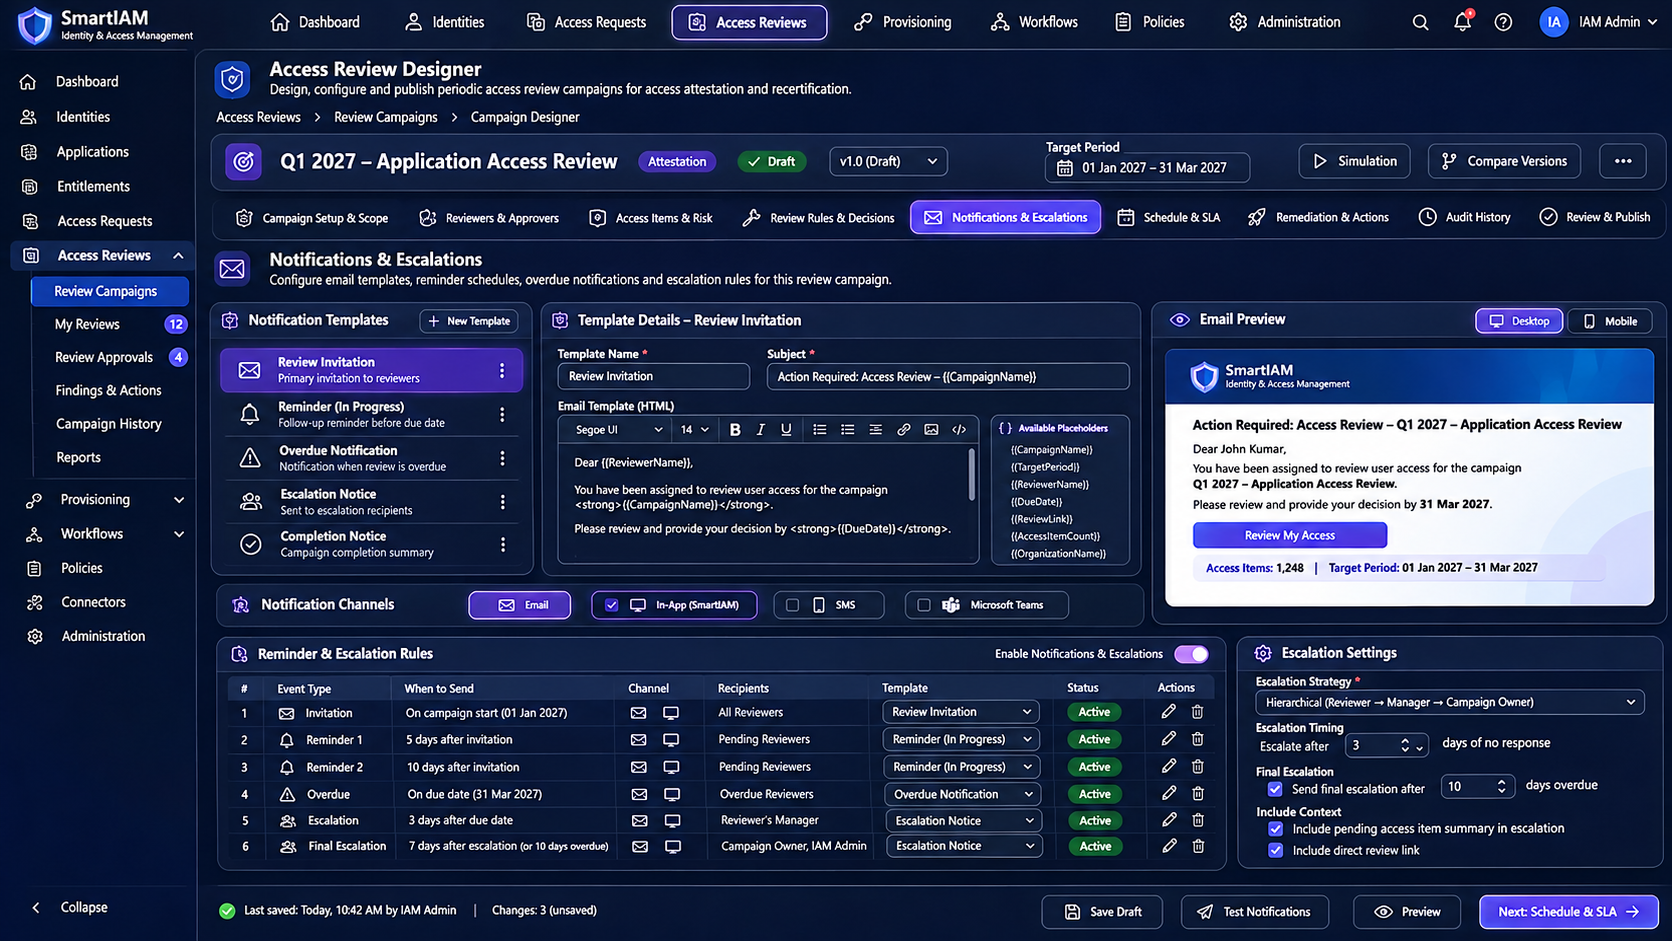 SmartIAM
Identity & Access Management
Dashboard
Identities
Access Requests
Access Reviews
Provisioning
Workflows
Policies
Administration
IA
IAM Admin
Dashboard
Identities
Applications
Entitlements
Access Requests
Access Reviews
Review Campaigns
My Reviews 12
Review Approvals 4
Findings & Actions
Campaign History
Reports
Provisioning
Workflows
Policies
Connectors
Administration
Collapse
Access Review Designer
Design, configure and publish periodic access review campaigns for access attestation and recertification.
Access Reviews > Review Campaigns > Campaign Designer
Q1 2027 – Application Access Review
Attestation
Draft
v1.0 (Draft)
Target Period
01 Jan 2027 – 31 Mar 2027
Simulation
Compare Versions
Campaign Setup & Scope
Reviewers & Approvers
Access Items & Risk
Review Rules & Decisions
Notifications & Escalations
Schedule & SLA
Remediation & Actions
Audit History
Review & Publish
Notifications & Escalations
Configure email templates, reminder schedules, overdue notifications and escalation rules for this review campaign.
Notification Templates
+ New Template
Review Invitation
Primary invitation to reviewers
Reminder (In Progress)
Follow-up reminder before due date
Overdue Notification
Notification when review is overdue
Escalation Notice
Sent to escalation recipients
Completion Notice
Campaign completion summary
Template Details – Review Invitation
Template Name *
Review Invitation
Subject *
Action Required: Access Review – {{CampaignName}}
Email Template (HTML)
Segoe UI
14
B I U </>
Dear {{ReviewerName}},
You have been assigned to review user access for the campaign
<strong>{{CampaignName}}</strong>.
Please review and provide your decision by <strong>{{DueDate}}</strong>.
{ } Available Placeholders
{{CampaignName}}
{{TargetPeriod}}
{{ReviewerName}}
{{DueDate}}
{{ReviewLink}}
{{AccessItemCount}}
{{OrganizationName}}
Email Preview
Desktop
Mobile
SmartIAM
Identity & Access Management
Action Required: Access Review – Q1 2027 – Application Access Review
Dear John Kumar,
You have been assigned to review user access for the campaign
Q1 2027 – Application Access Review.
Please review and provide your decision by 31 Mar 2027.
Review My Access
Access Items: 1,248 | Target Period: 01 Jan 2027 – 31 Mar 2027
Notification Channels
Email
In-App (SmartIAM)
SMS
Microsoft Teams
Reminder & Escalation Rules
Enable Notifications & Escalations
# Event Type When to Send Channel Recipients Template Status Actions
1 Invitation On campaign start (01 Jan 2027) All Reviewers Review Invitation Active
2 Reminder 1 5 days after invitation Pending Reviewers Reminder (In Progress) Active
3 Reminder 2 10 days after invitation Pending Reviewers Reminder (In Progress) Active
4 Overdue On due date (31 Mar 2027) Overdue Reviewers Overdue Notification Active
5 Escalation 3 days after due date Reviewer's Manager Escalation Notice Active
6 Final Escalation 7 days after escalation (or 10 days overdue) Campaign Owner, IAM Admin Escalation Notice Active
Escalation Settings
Escalation Strategy *
Hierarchical (Reviewer → Manager → Campaign Owner)
Escalation Timing
Escalate after 3 days of no response
Final Escalation
Send final escalation after 10 days overdue
Include Context
Include pending access item summary in escalation
Include direct review link
Last saved: Today, 10:42 AM by IAM Admin | Changes: 3 (unsaved)
Save Draft
Test Notifications
Preview
Next: Schedule & SLA →